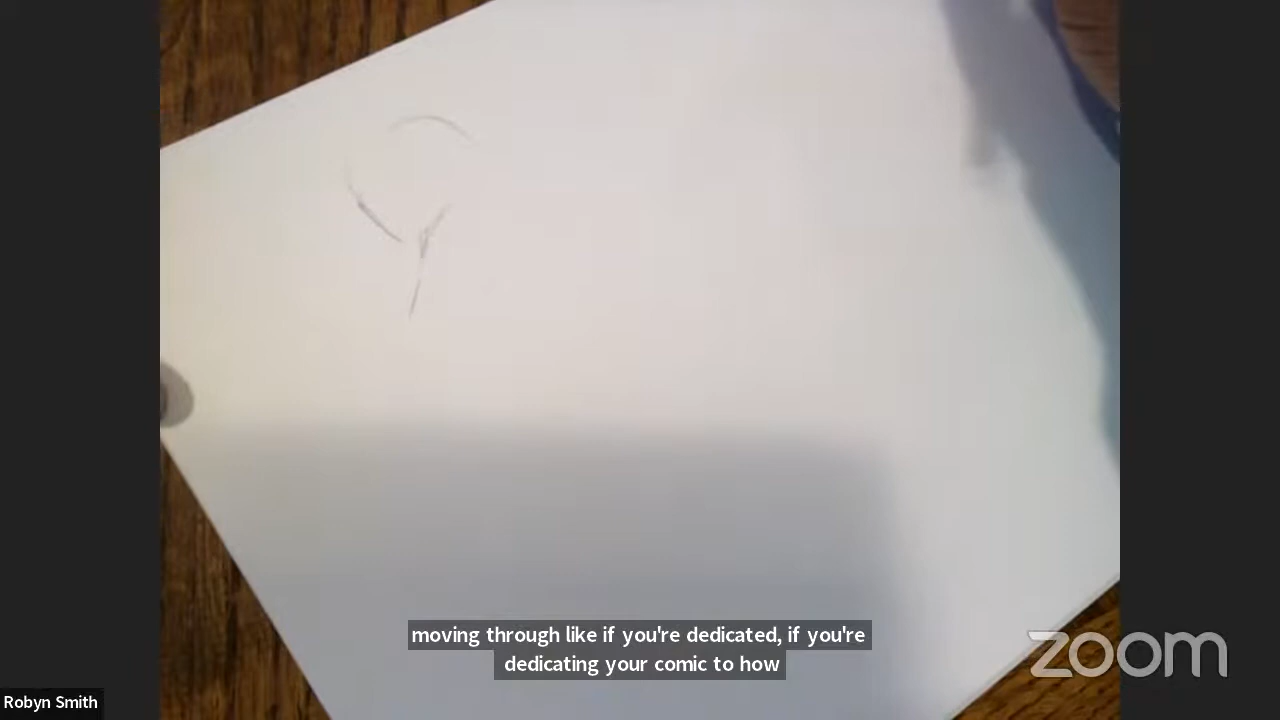 moving through like if you're dedicated, if you're
dedicating your comic to how
zoom
Robyn Smith